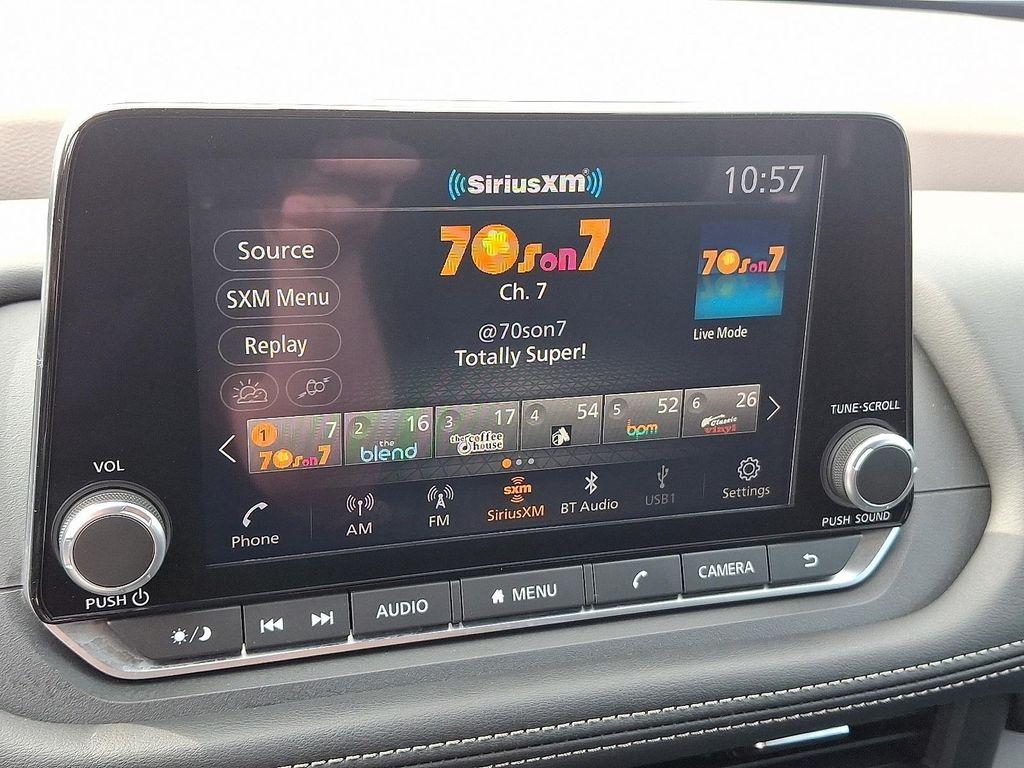 SiriusXM
10:57
Source
SXM Menu
Replay
70s on 7
Ch. 7
@70son7
Totally Super!
70s on 7
Live Mode
1 7
70s on 7
2 16
the
blend
3 17
the coffee
house
4 54
5 52
bpm
6 26
Classic
vinyl
Phone
AM
FM
sxm
SiriusXM
BT Audio
USB1
Settings
VOL
PUSH
TUNE·SCROLL
PUSH SOUND
AUDIO
MENU
CAMERA